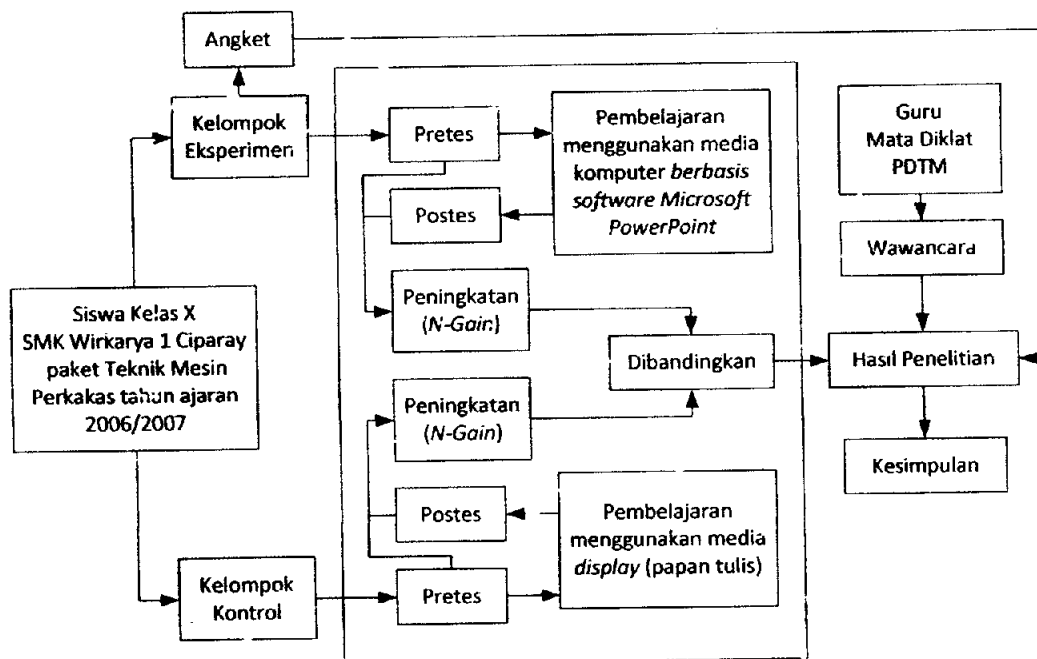 Angket
Kelompok
Eksperimen
Pretes
Pembelajaran
menggunakan media
komputer berbasis
software Microsoft
PowerPoint
Postes
Guru
Mata Diklat
PDTM
Wawancara
Siswa Kelas X
SMK Wirkarya 1 Ciparay
paket Teknik Mesin
Perkakas tahun ajaran
2006/2007
Peningkatan
(N-Gain)
Dibandingkan
Hasil Penelitian
Peningkatan
(N-Gain)
Kesimpulan
Postes
Pembelajaran
menggunakan media
display (papan tulis)
Kelompok
Kontrol
Pretes